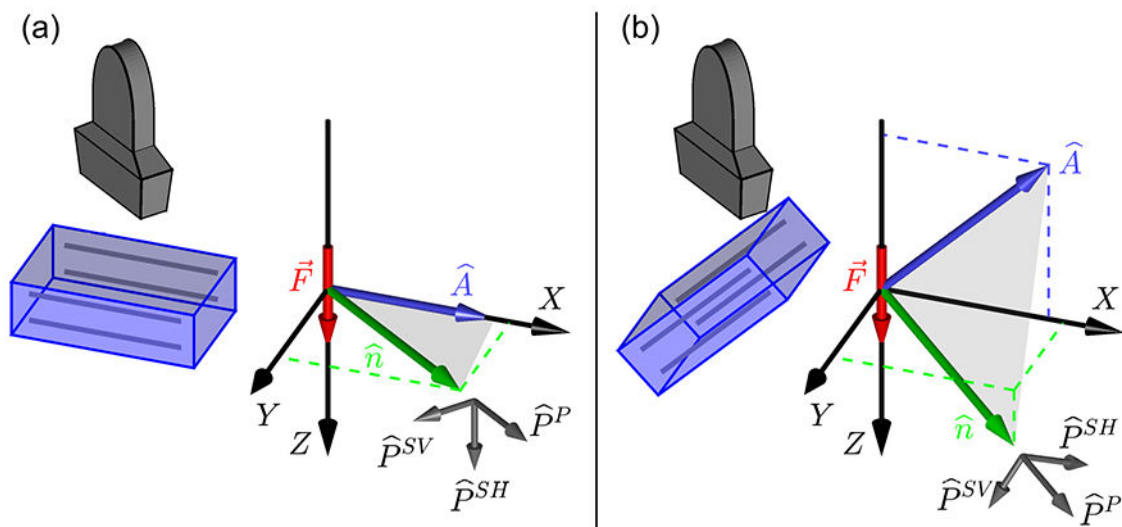 (a)
F⃗
Â
X
n̂
Y
Z
P̂^{SV}
P̂^{P}
P̂^{SH}
(b)
Â
F⃗
X
Y
Z
n̂
P̂^{SH}
P̂^{SV}
P̂^{P}